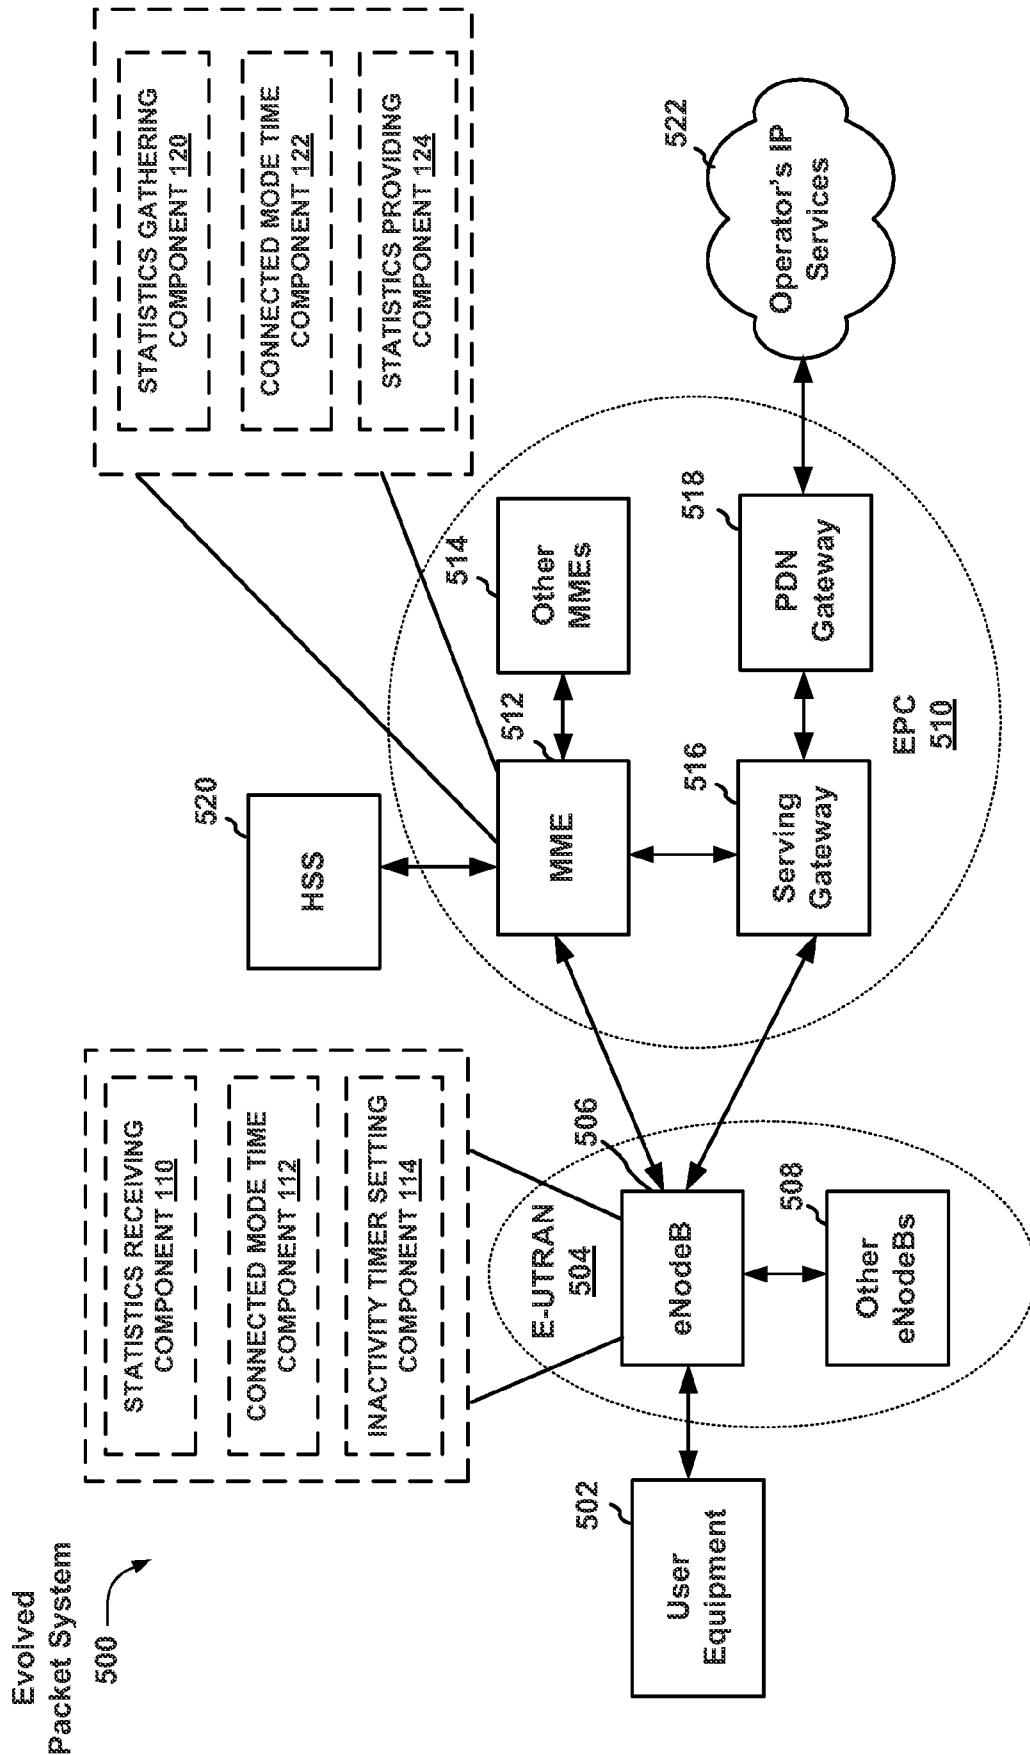 Evolved
Packet System
500
STATISTICS RECEIVING
COMPONENT 110
CONNECTED MODE TIME
COMPONENT 112
INACTIVITY TIMER SETTING
COMPONENT 114
STATISTICS GATHERING
COMPONENT 120
CONNECTED MODE TIME
COMPONENT 122
STATISTICS PROVIDING
COMPONENT 124
520
HSS
502
User
Equipment
E-UTRAN
504
506
eNodeB
508
Other
eNodeBs
512
MME
514
Other
MMEs
516
Serving
Gateway
518
PDN
Gateway
EPC
510
522
Operator's IP
Services